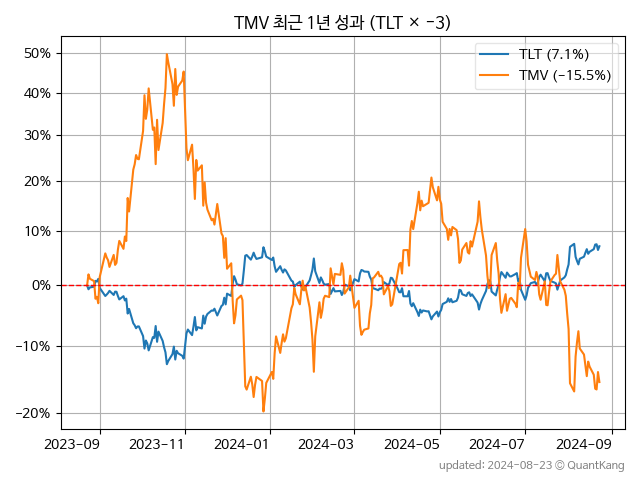 TMV 최근 1년 성과 (TLT × −3)
TLT (7.1%)
TMV (−15.5%)
50%
40%
30%
20%
10%
0%
−10%
−20%
2023-09 2023-11 2024-01 2024-03 2024-05 2024-07 2024-09
updated: 2024-08-23 © QuantKang